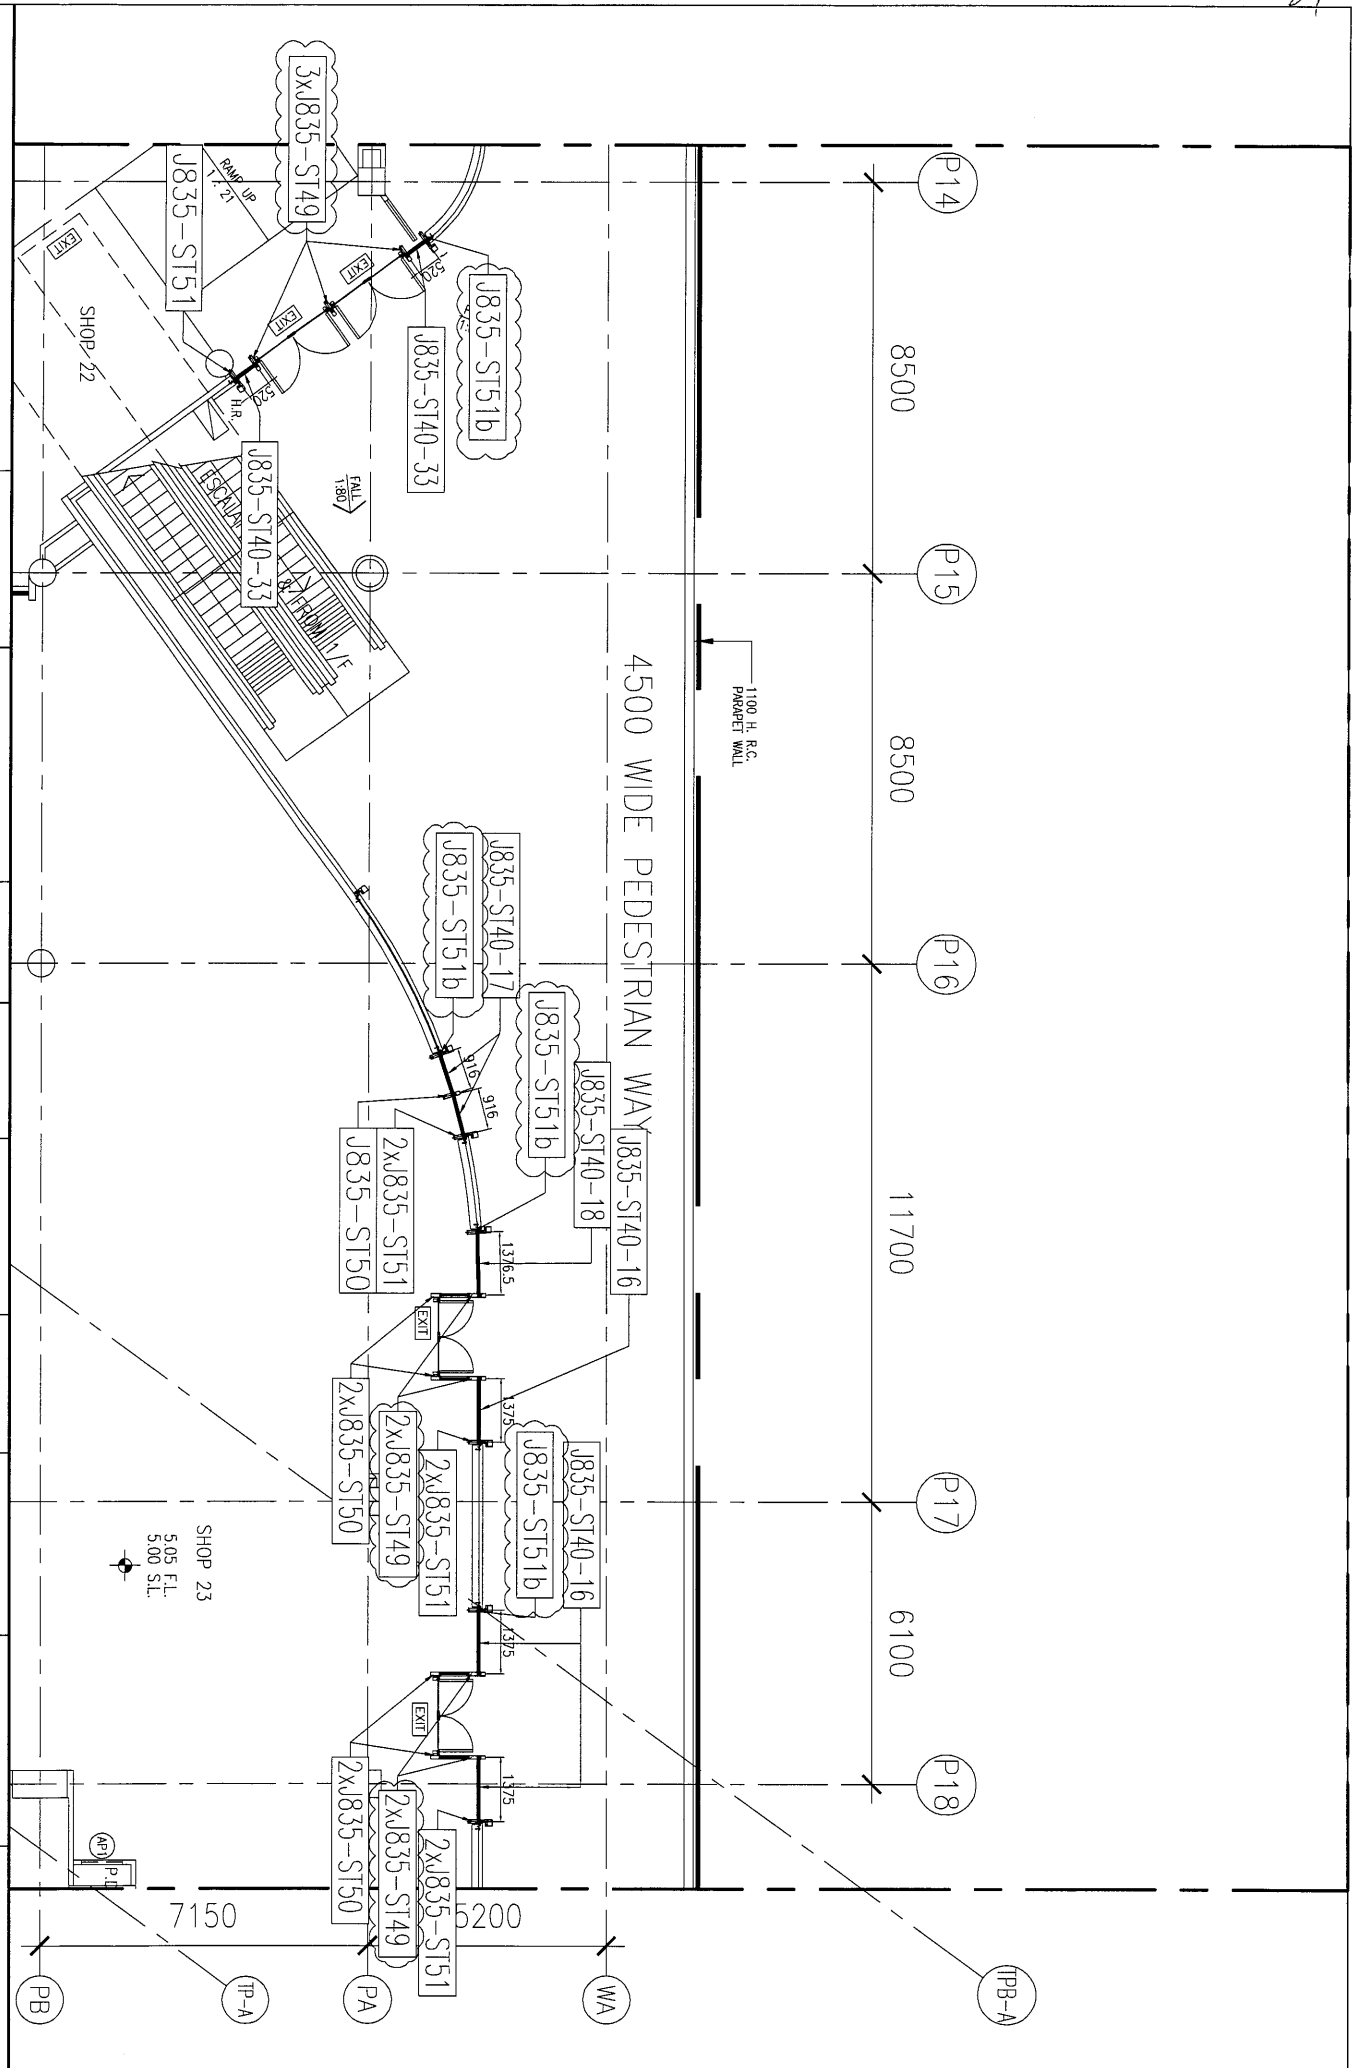 P14
P15
P16
P17
P18
8500
8500
11700
6100
1100 H. R.C.
PARAPET WALL
4500 WIDE PEDESTRIAN WAY
3xJ835-ST49
J835-ST51
RAMP UP
1 : 21
EXIT
SHOP 22
EXIT
EXIT
520
520
J835-ST51b
J835-ST40-33
H.R.
J835-ST40-33
FALL
1:80
& FROM 1/F
J835-ST40-17
J835-ST51b
916
916
J835-ST40-16
J835-ST40-18
J835-ST51b
2xJ835-ST51
J835-ST50
1376.5
EXIT
1375
2xJ835-ST51
2xJ835-ST49
2xJ835-ST50
J835-ST40-16
J835-ST51b
1375
EXIT
1375
2xJ835-ST51
2xJ835-ST49
2xJ835-ST50
SHOP 23
5.05 F.L.
5.00 S.L.
AP1
7150
5200
PB
TP-A
PA
WA
TPB-A